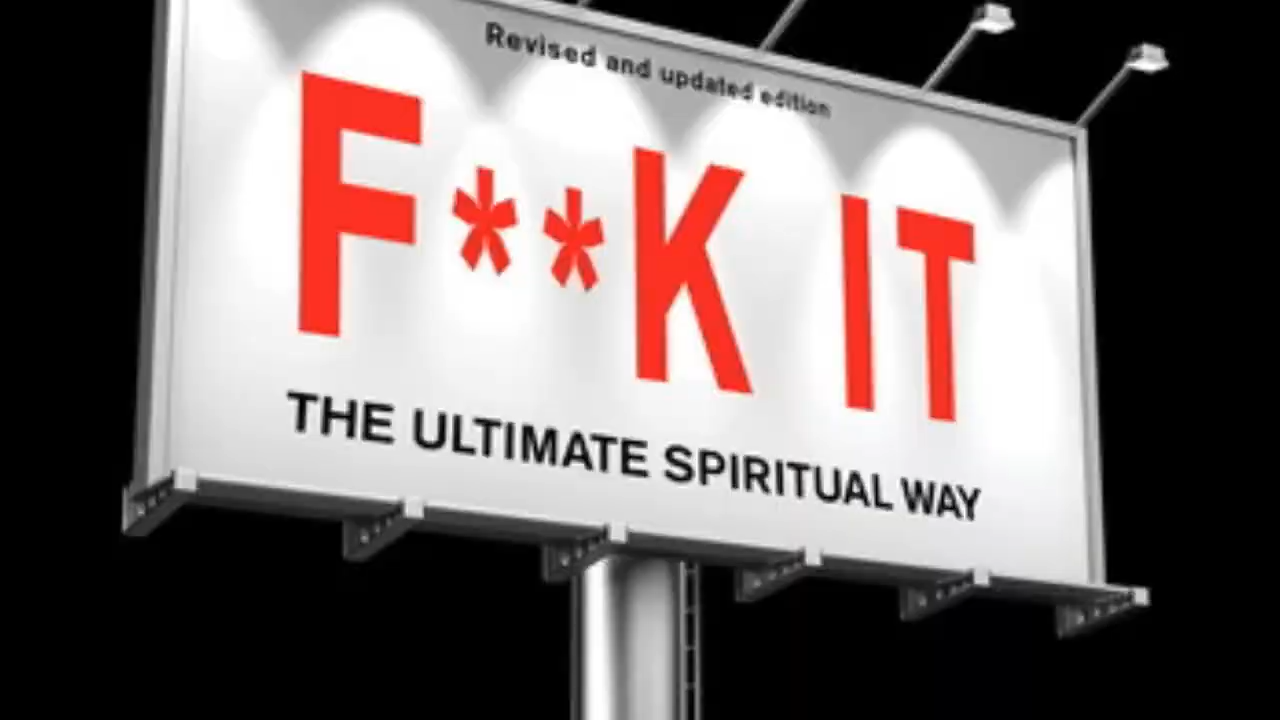 Revised and updated edition
F**K IT
THE ULTIMATE SPIRITUAL WAY